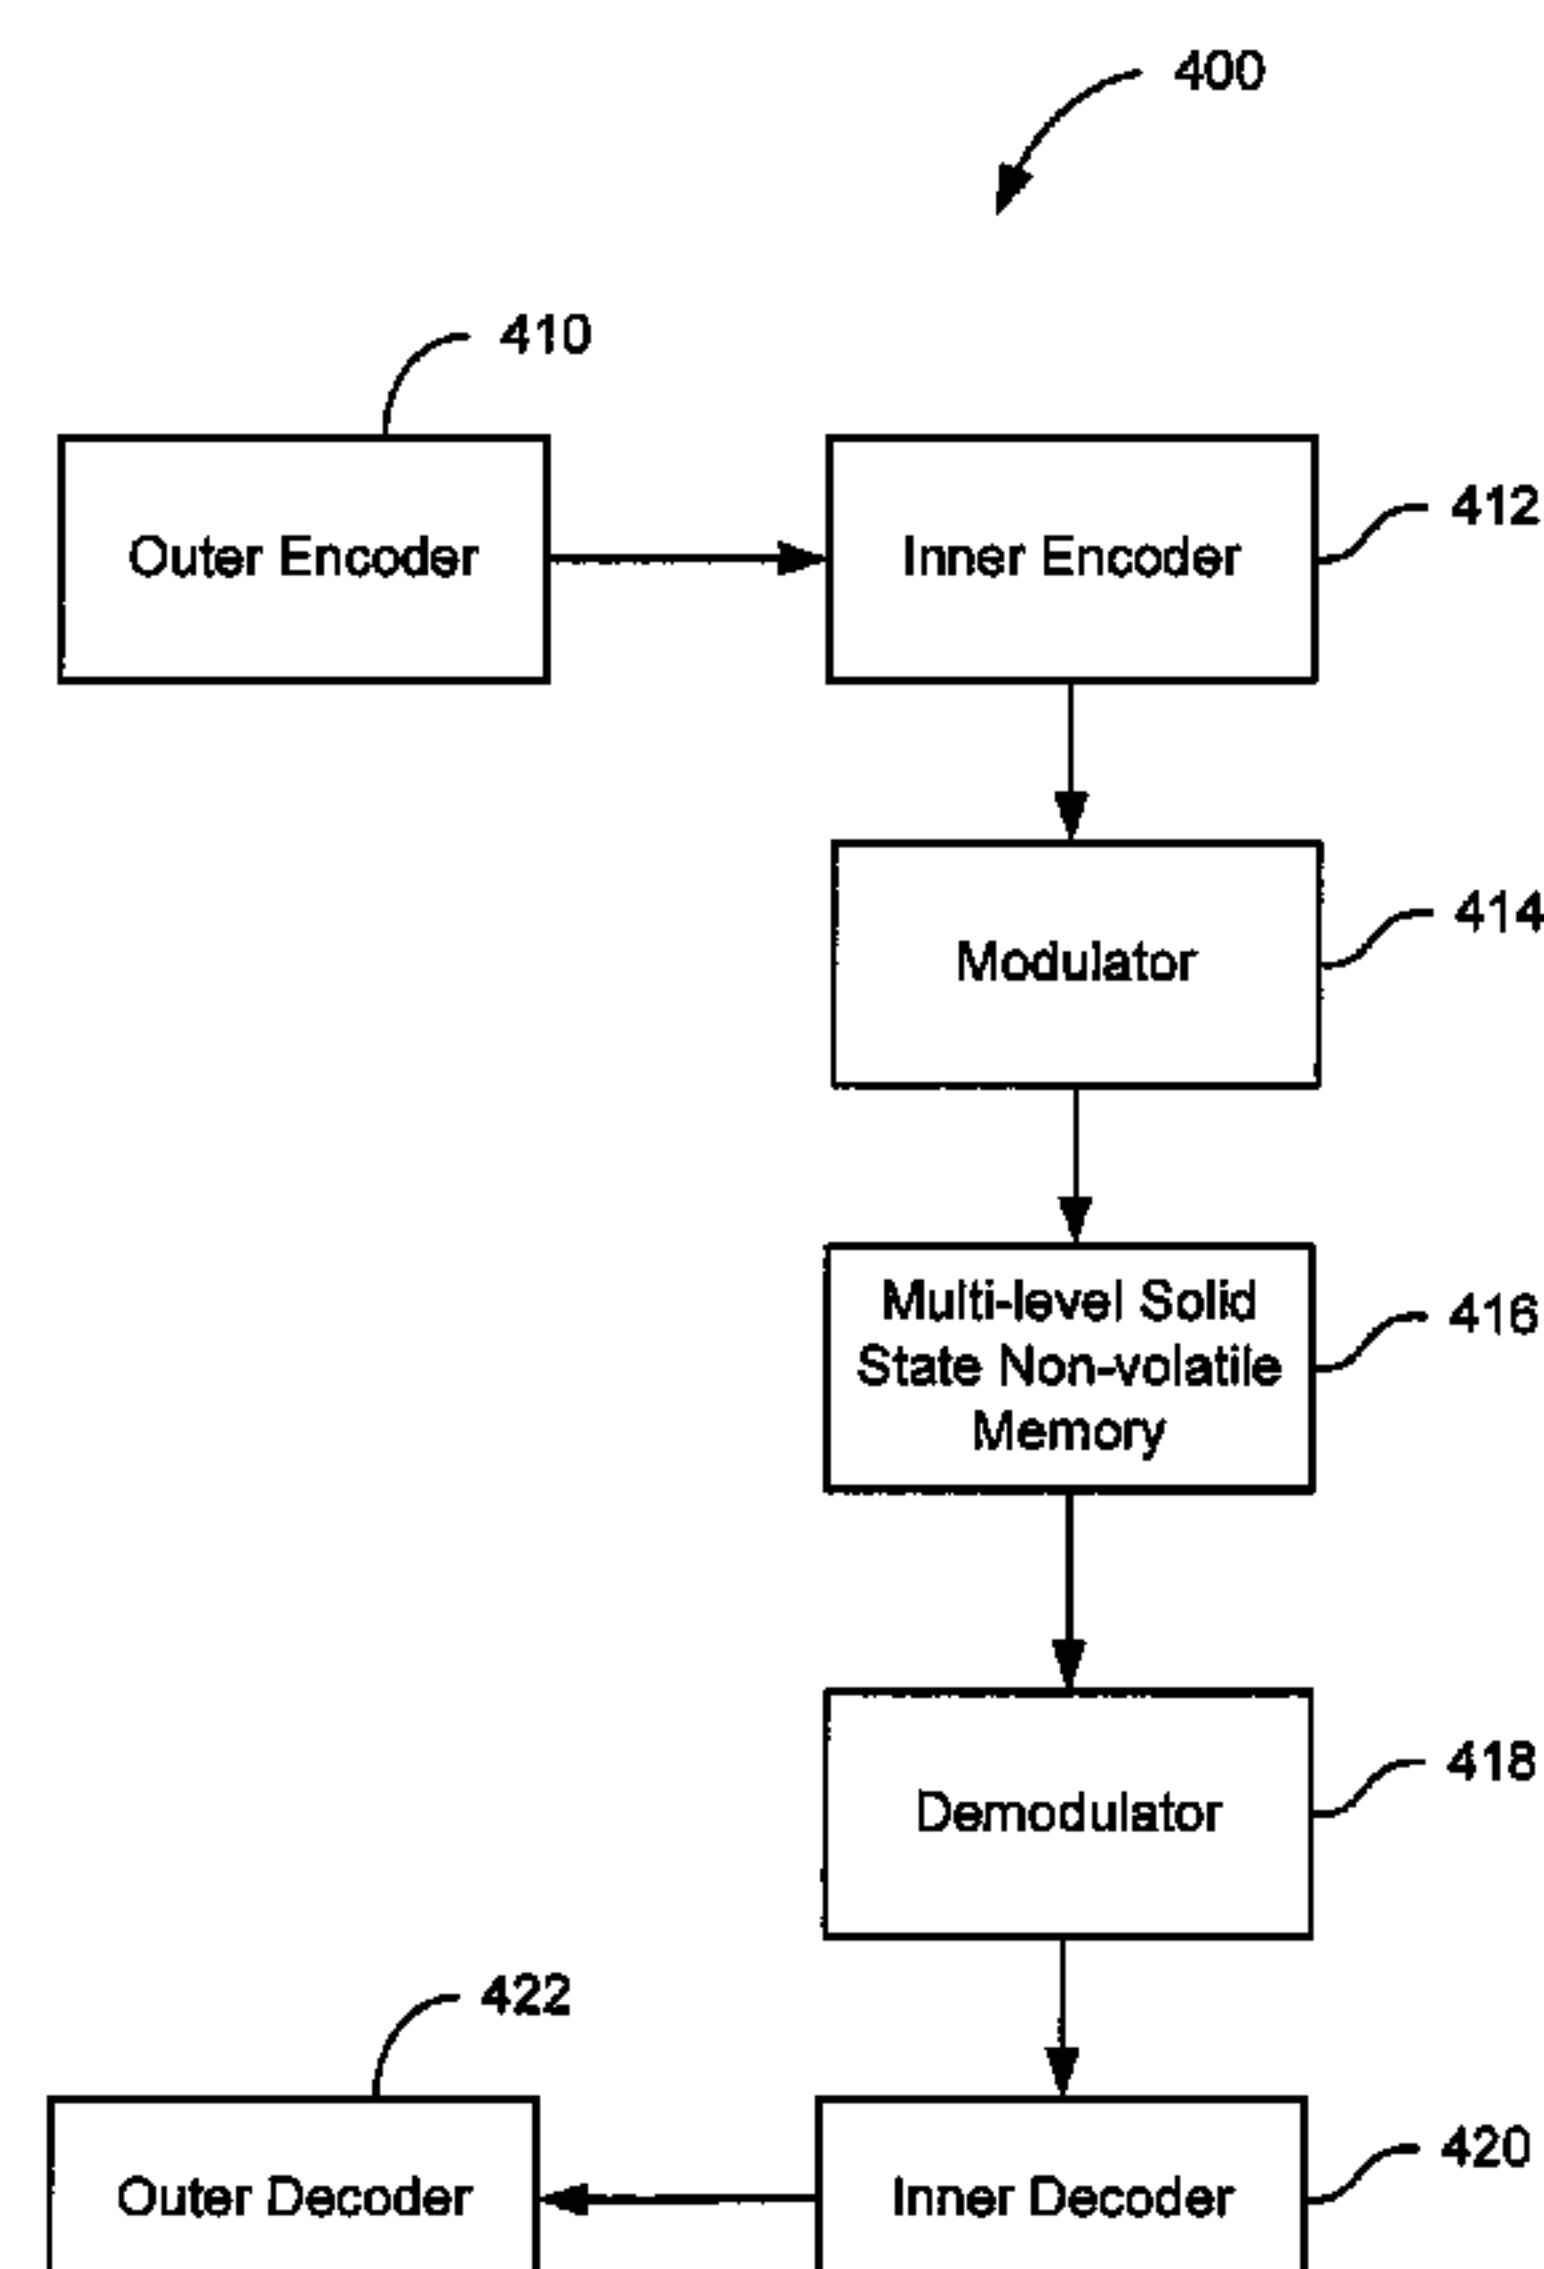 400
410
Outer Encoder
Inner Encoder
412
Modulator
414
Multi-level Solid
State Non-volatile
Memory
416
Demodulator
418
422
Outer Decoder
Inner Decoder
420